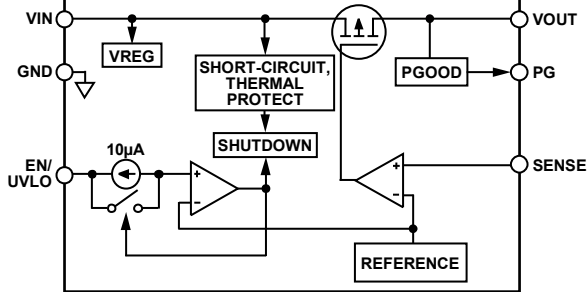 VIN
VOUT
VREG
GND
SHORT-CIRCUIT,
THERMAL
PROTECT
PGOOD
PG
10µA
SHUTDOWN
EN/
UVLO
+
–
+
–
SENSE
REFERENCE